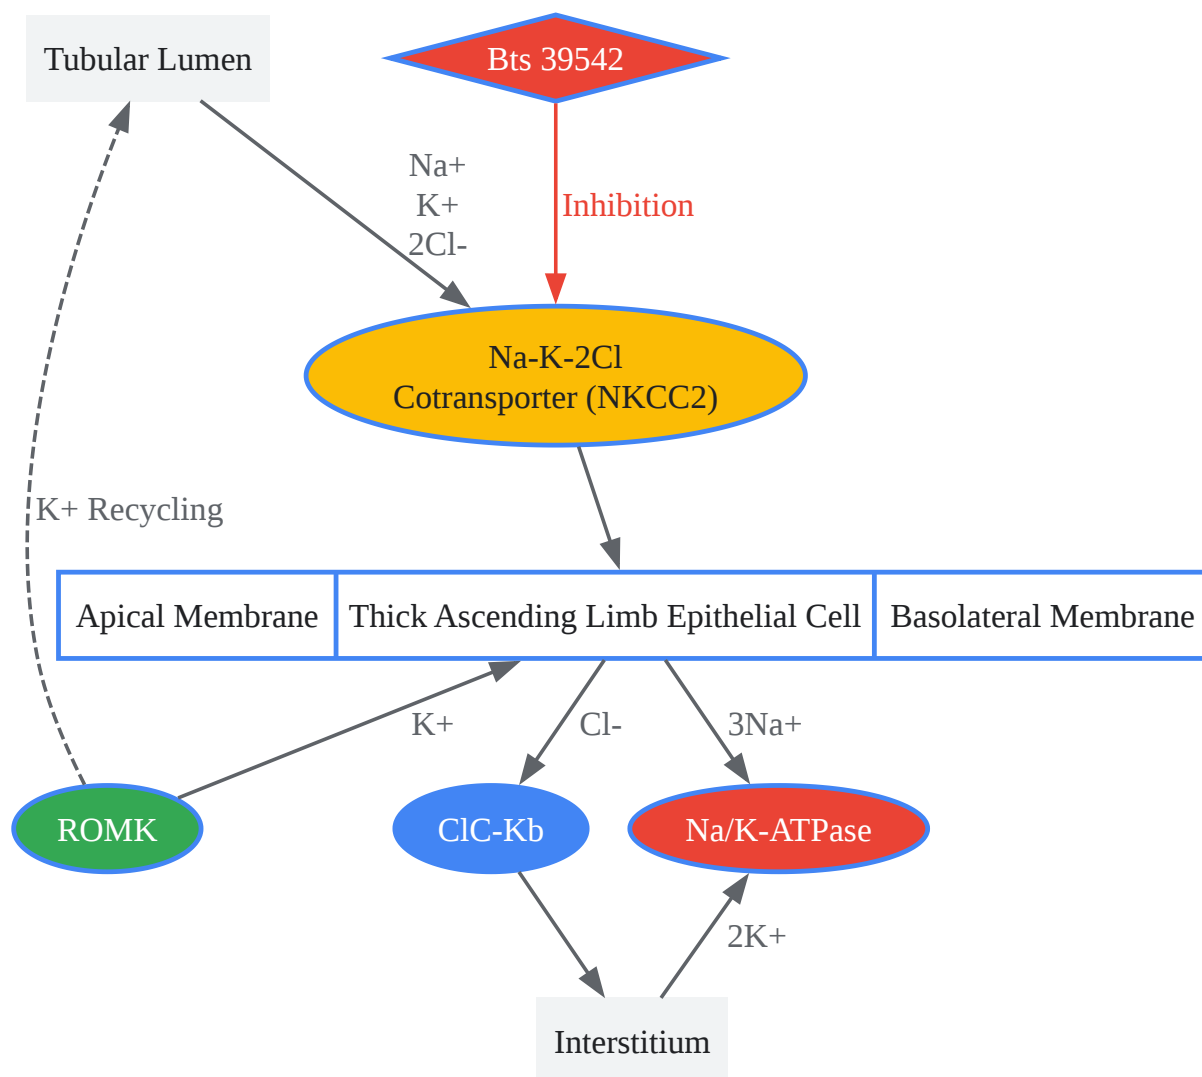 Tubular Lumen
Bts 39542
Na+
K+
2Cl-
Inhibition
Na-K-2Cl
Cotransporter (NKCC2)
K+ Recycling
Apical Membrane
Thick Ascending Limb Epithelial Cell
Basolateral Membrane
K+
Cl-
3Na+
ROMK
ClC-Kb
Na/K-ATPase
2K+
Interstitium